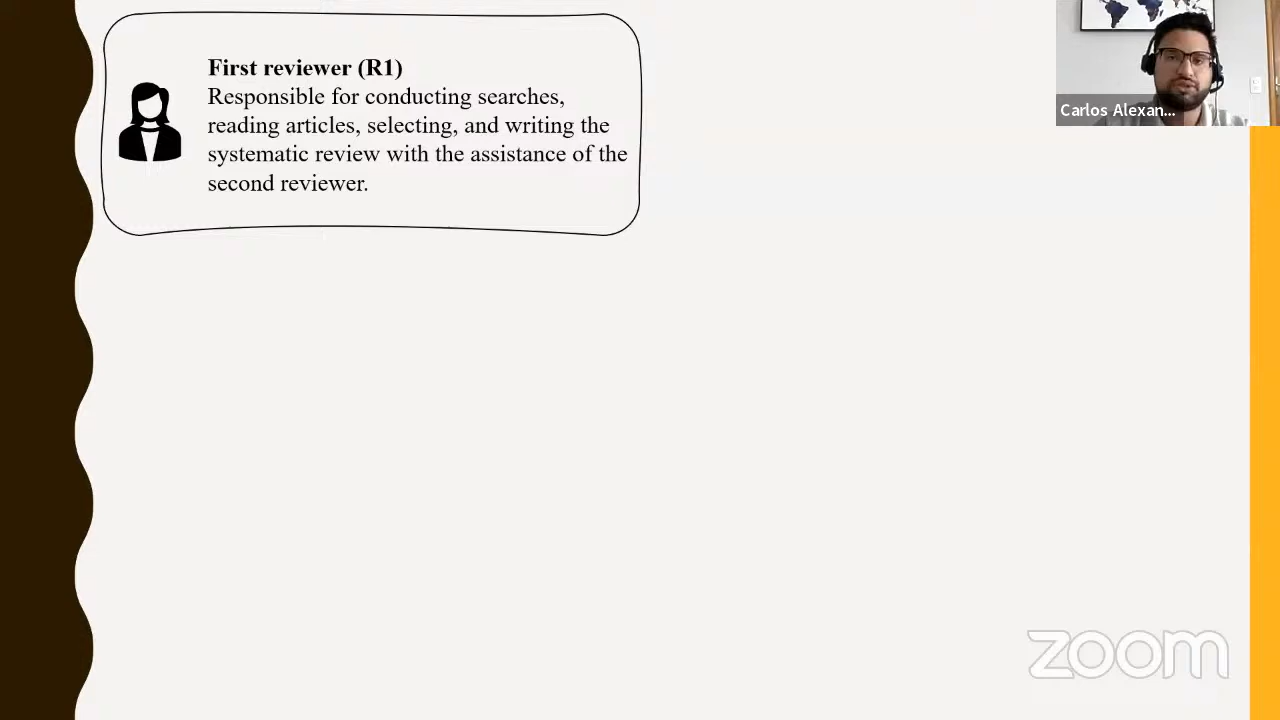 First reviewer (R1)
Responsible for conducting searches,
reading articles, selecting, and writing the
systematic review with the assistance of the
second reviewer.
Carlos Alexan...
zoom